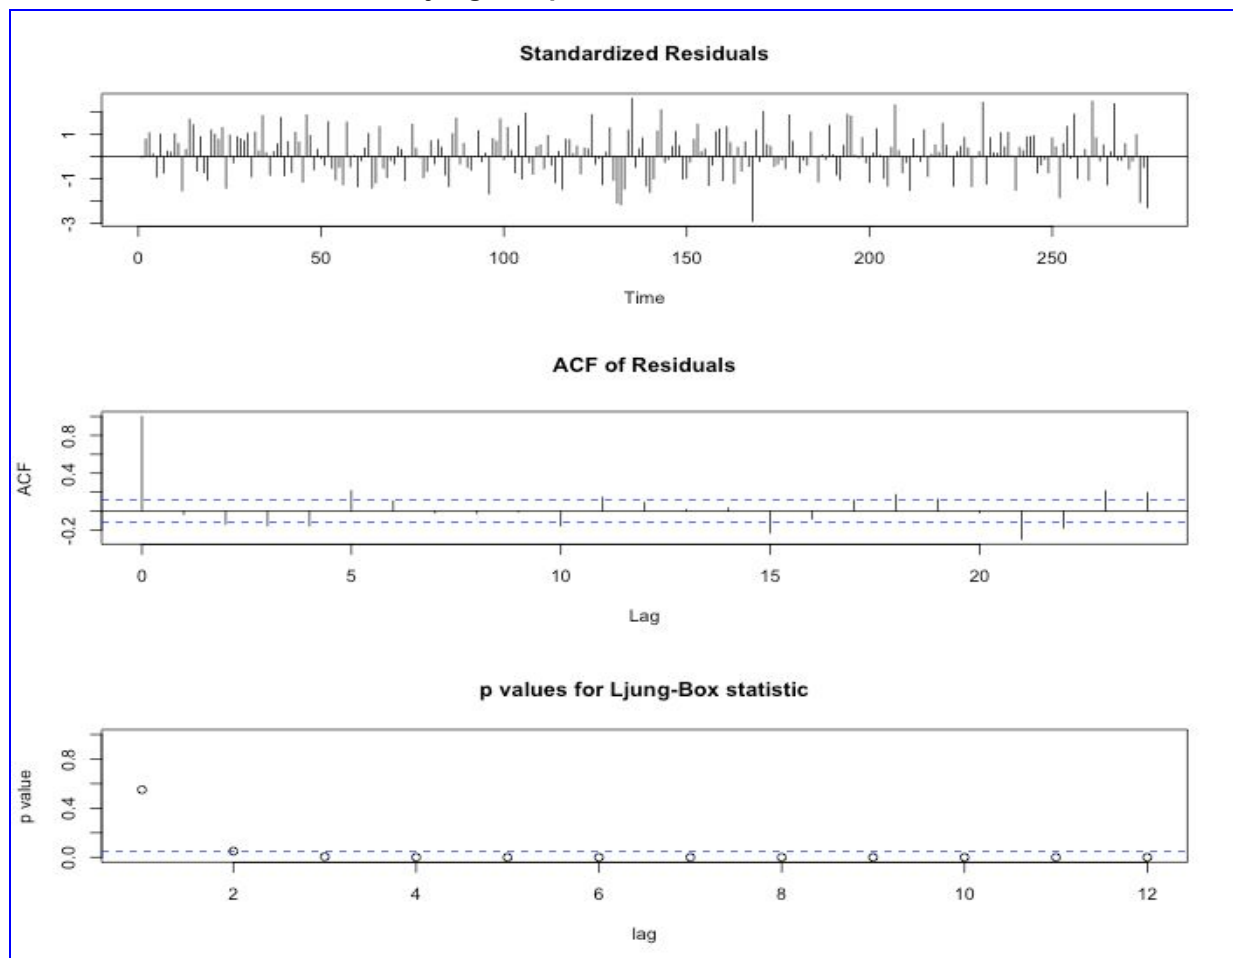 Standardized Residuals
1
-1
-3
0 50 100 150 200 250
Time
ACF of Residuals
ACF
0.8
0.4
-0.2
0 5 10 15 20
Lag
p values for Ljung-Box statistic
p value
0.8
0.4
0.0
2 4 6 8 10 12
lag